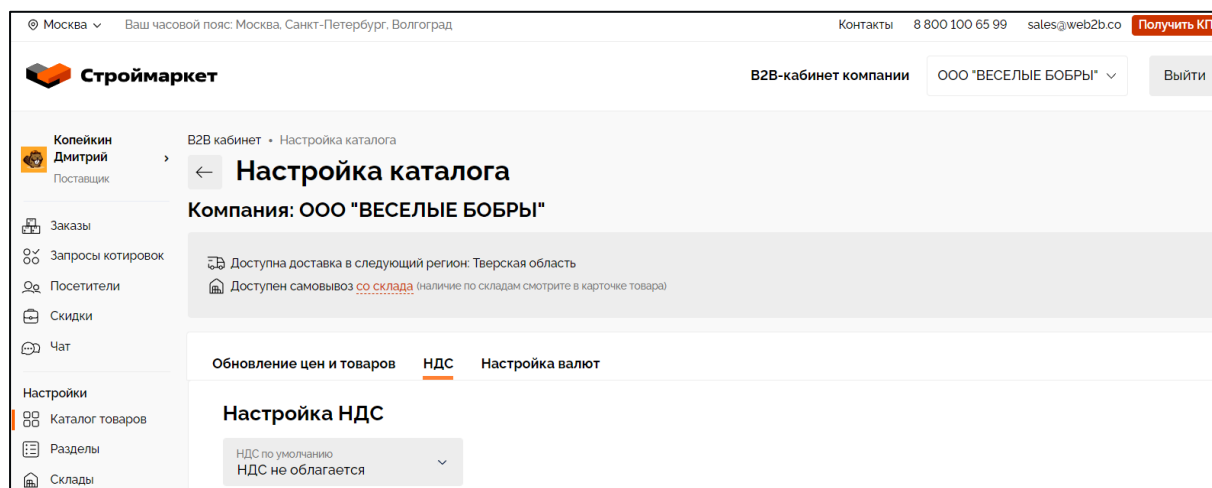 Москва Ваш часовой пояс: Москва, Санкт-Петербург, Волгоград Контакты 8 800 100 65 99 sales@web2b.co Получить КП
Строймаркет B2B-кабинет компании ООО "ВЕСЕЛЫЕ БОБРЫ" Выйти
Копейкин
Дмитрий
Поставщик
B2B кабинет • Настройка каталога
Настройка каталога
Компания: ООО "ВЕСЕЛЫЕ БОБРЫ"
Заказы
Запросы котировок
Посетители
Скидки
Чат
Доступна доставка в следующий регион: Тверская область
Доступен самовывоз со склада (наличие по складам смотрите в карточке товара)
Обновление цен и товаров НДС Настройка валют
Настройки
Каталог товаров
Разделы
Склады
Настройка НДС
НДС по умолчанию
НДС не облагается